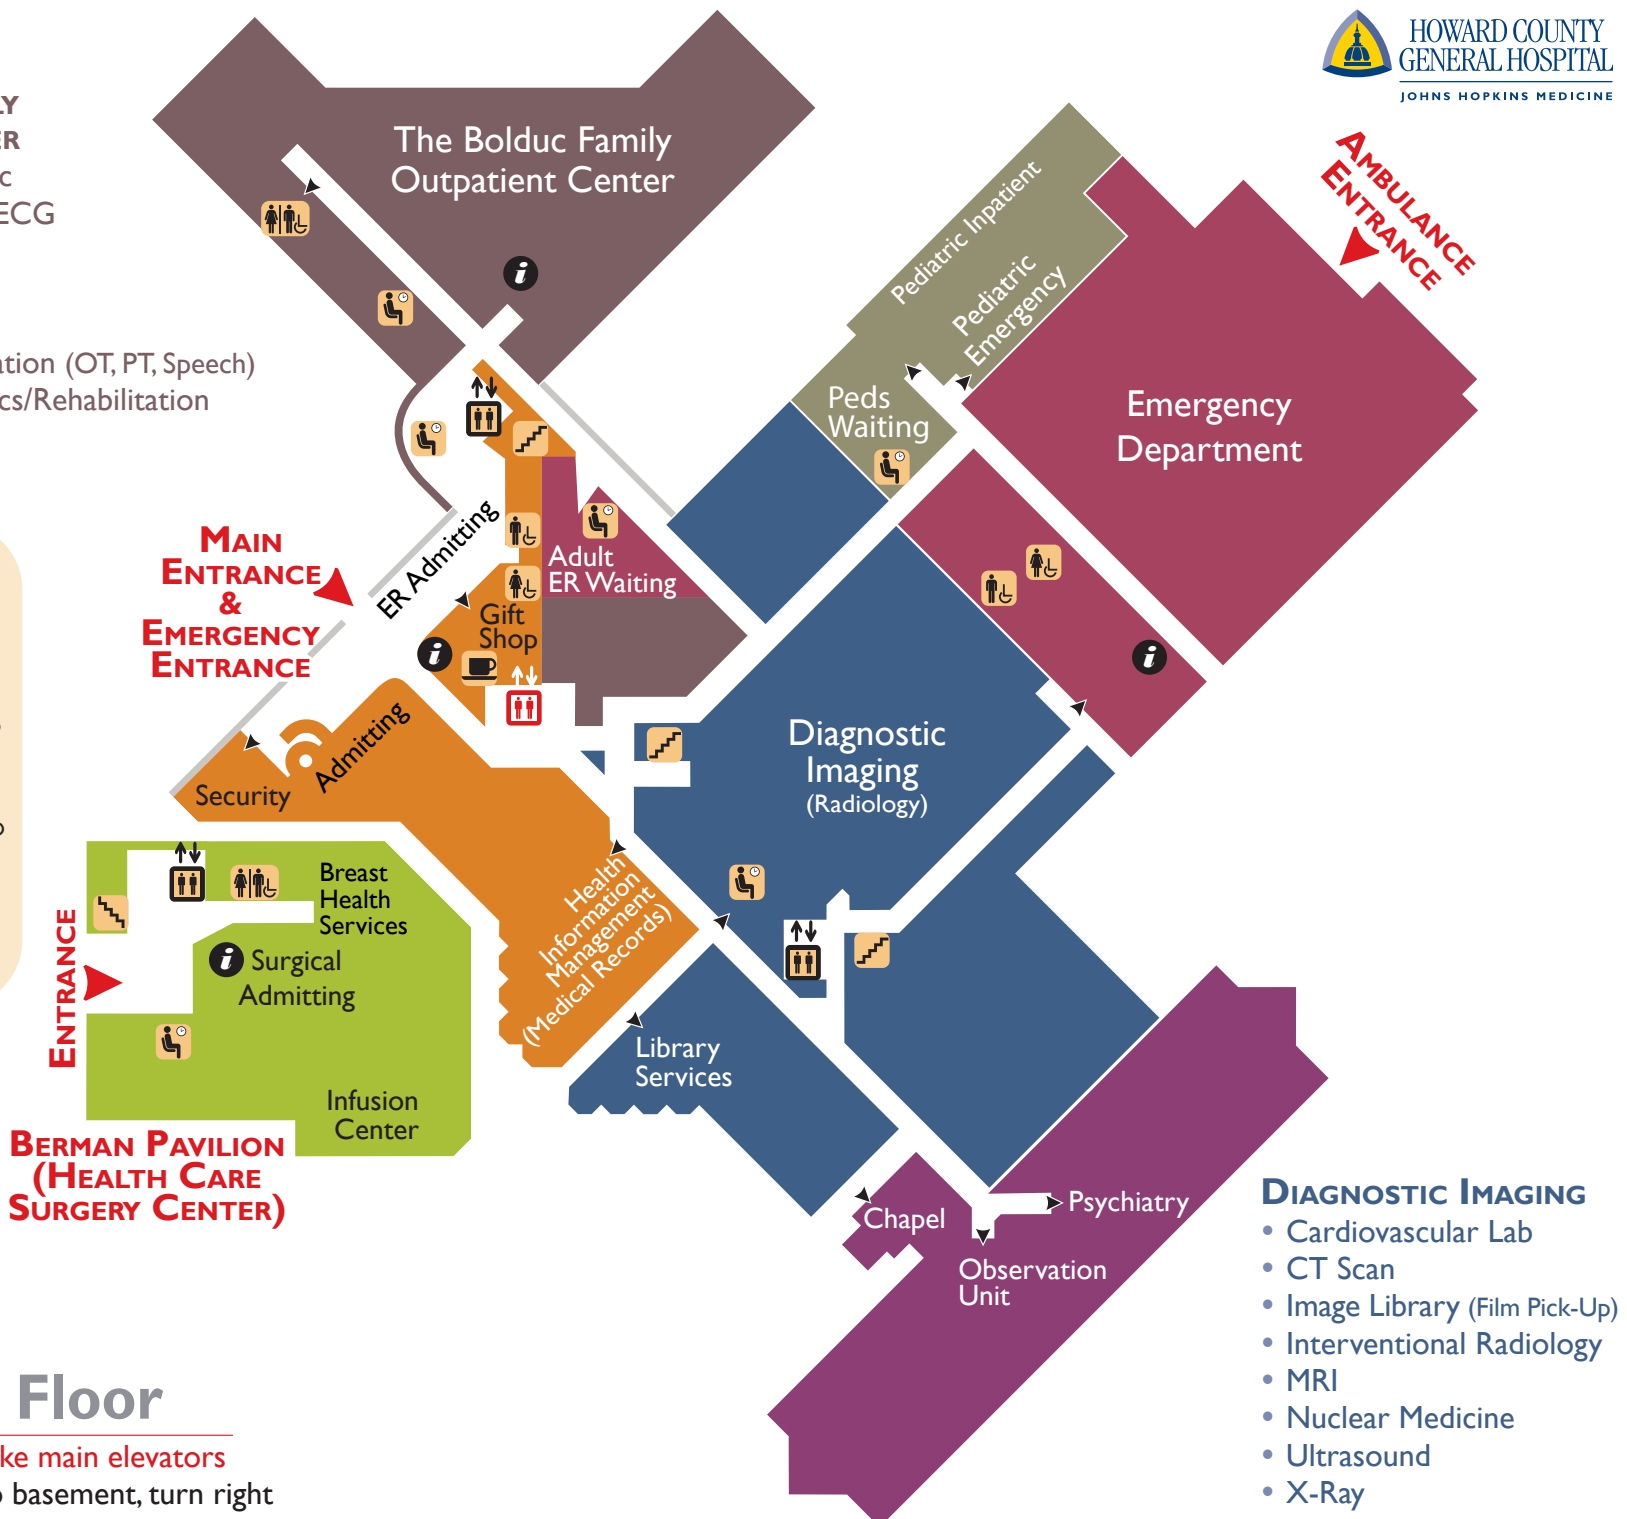 HOWARD COUNTY
GENERAL HOSPITAL
JOHNS HOPKINS MEDICINE
LY
ER
c
ECG
ation (OT, PT, Speech)
cs/Rehabilitation
The Bolduc Family
Outpatient Center
i
AMBULANCE
ENTRANCE
Pediatric Inpatient
Pediatric
Emergency
Peds
Waiting
Emergency
Department
MAIN
ENTRANCE
&
EMERGENCY
ENTRANCE
ER Admitting
Adult
ER Waiting
Gift
Shop
i
i
Admitting
Security
Diagnostic
Imaging
(Radiology)
Breast
Health
Services
i
Surgical
Admitting
ENTRANCE
Infusion
Center
Health
Information
Management
(Medical Records)
Library
Services
BERMAN PAVILION
(HEALTH CARE
SURGERY CENTER)
Chapel
Psychiatry
Observation
Unit
DIAGNOSTIC IMAGING
• Cardiovascular Lab
• CT Scan
• Image Library (Film Pick-Up)
• Interventional Radiology
• MRI
• Nuclear Medicine
• Ultrasound
• X-Ray
Floor
ke main elevators
o basement, turn right